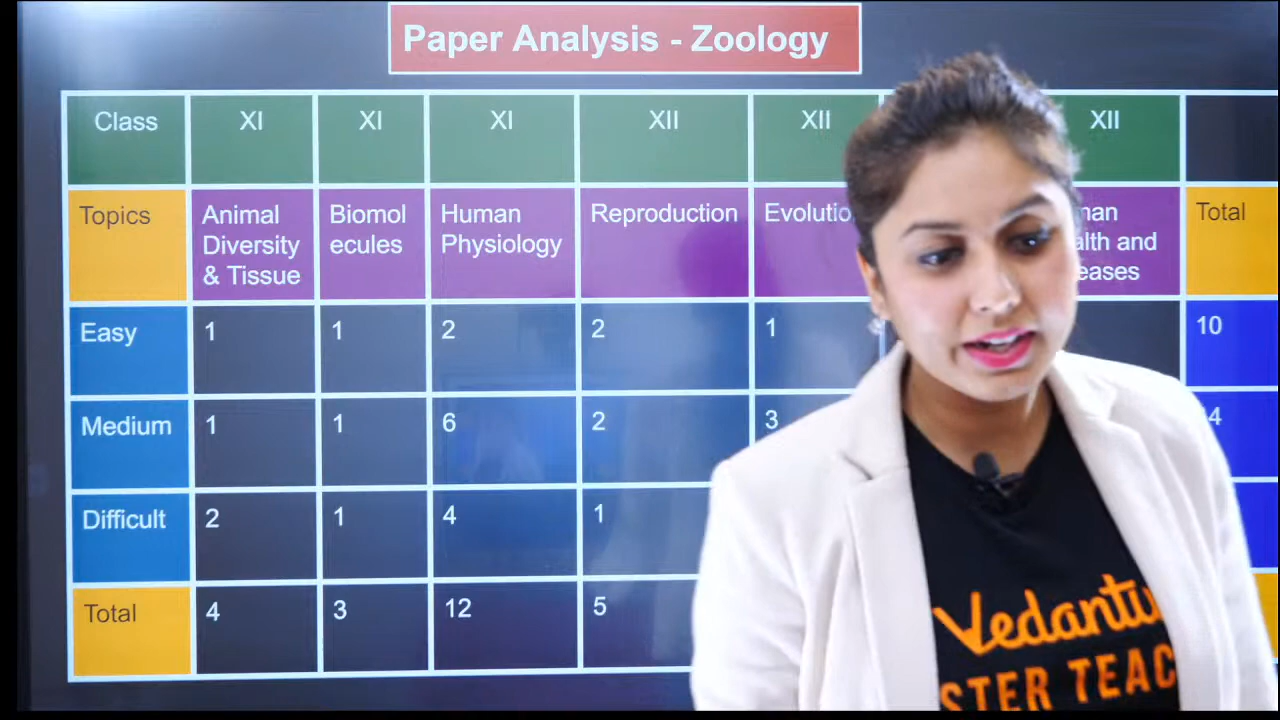 Paper Analysis - Zoology
Class XI XI XI XII XII XII
Topics Animal Diversity & Tissue Biomol ecules Human Physiology Reproduction Evolutio Total
Easy 1 1 2 2 1 10
Medium 1 1 6 2 3
Difficult 2 1 4 1
Total 4 3 12 5
Vedantu
STER TEAC